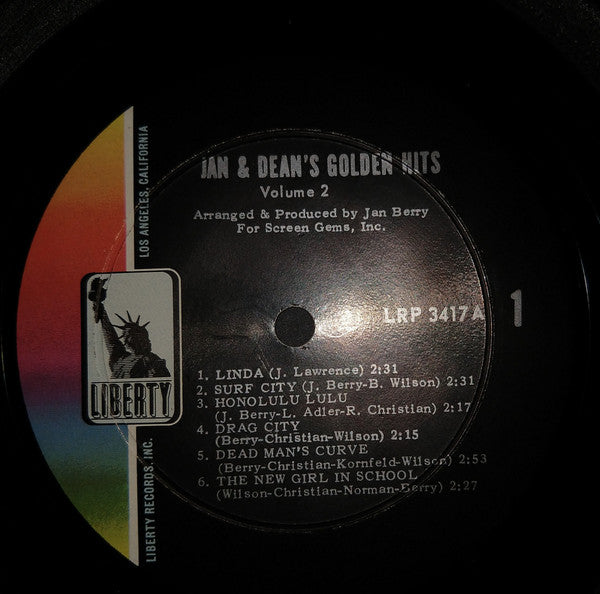 JAN & DEAN'S GOLDEN HITS
Volume 2
Arranged & Produced by Jan Berry
For Screen Gems, Inc.
LOS ANGELES, CALIFORNIA
LIBERTY
LIBERTY RECORDS, INC.
LRP 3417A
1
1. LINDA (J. Lawrence) 2:31
2. SURF CITY (J. Berry-B. Wilson) 2:31
3. HONOLULU LULU
(J. Berry-L. Adler-R. Christian) 2:17
4. DRAG CITY
(Berry-Christian-Wilson) 2:15
5. DEAD MAN'S CURVE
(Berry-Christian-Kornfeld-Wilson) 2:53
6. THE NEW GIRL IN SCHOOL
(Wilson-Christian-Norman-Berry) 2:27